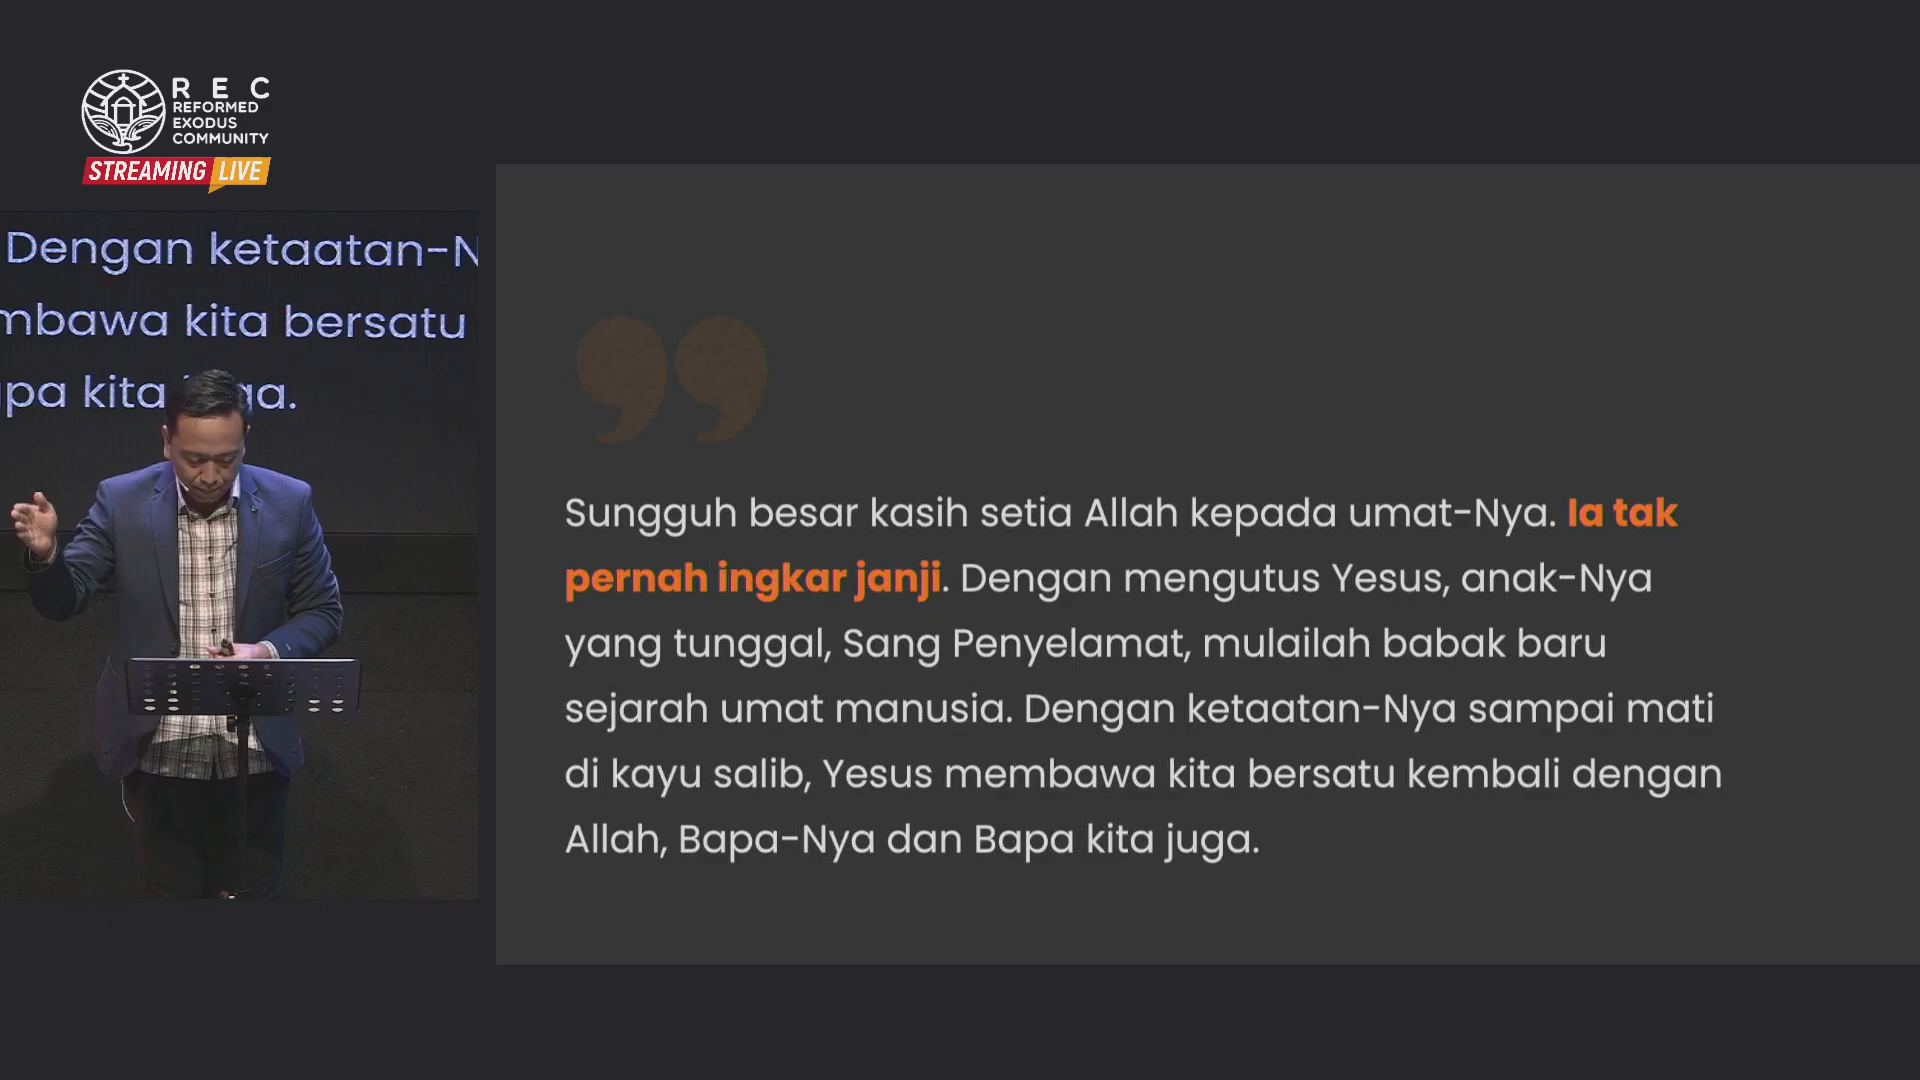 R E C
REFORMED
EXODUS
COMMUNITY
STREAMING LIVE
Dengan ketaatan-N
mbawa kita bersatu
apa kita juga.
Sungguh besar kasih setia Allah kepada umat-Nya. Ia tak
pernah ingkar janji. Dengan mengutus Yesus, anak-Nya
yang tunggal, Sang Penyelamat, mulailah babak baru
sejarah umat manusia. Dengan ketaatan-Nya sampai mati
di kayu salib, Yesus membawa kita bersatu kembali dengan
Allah, Bapa-Nya dan Bapa kita juga.